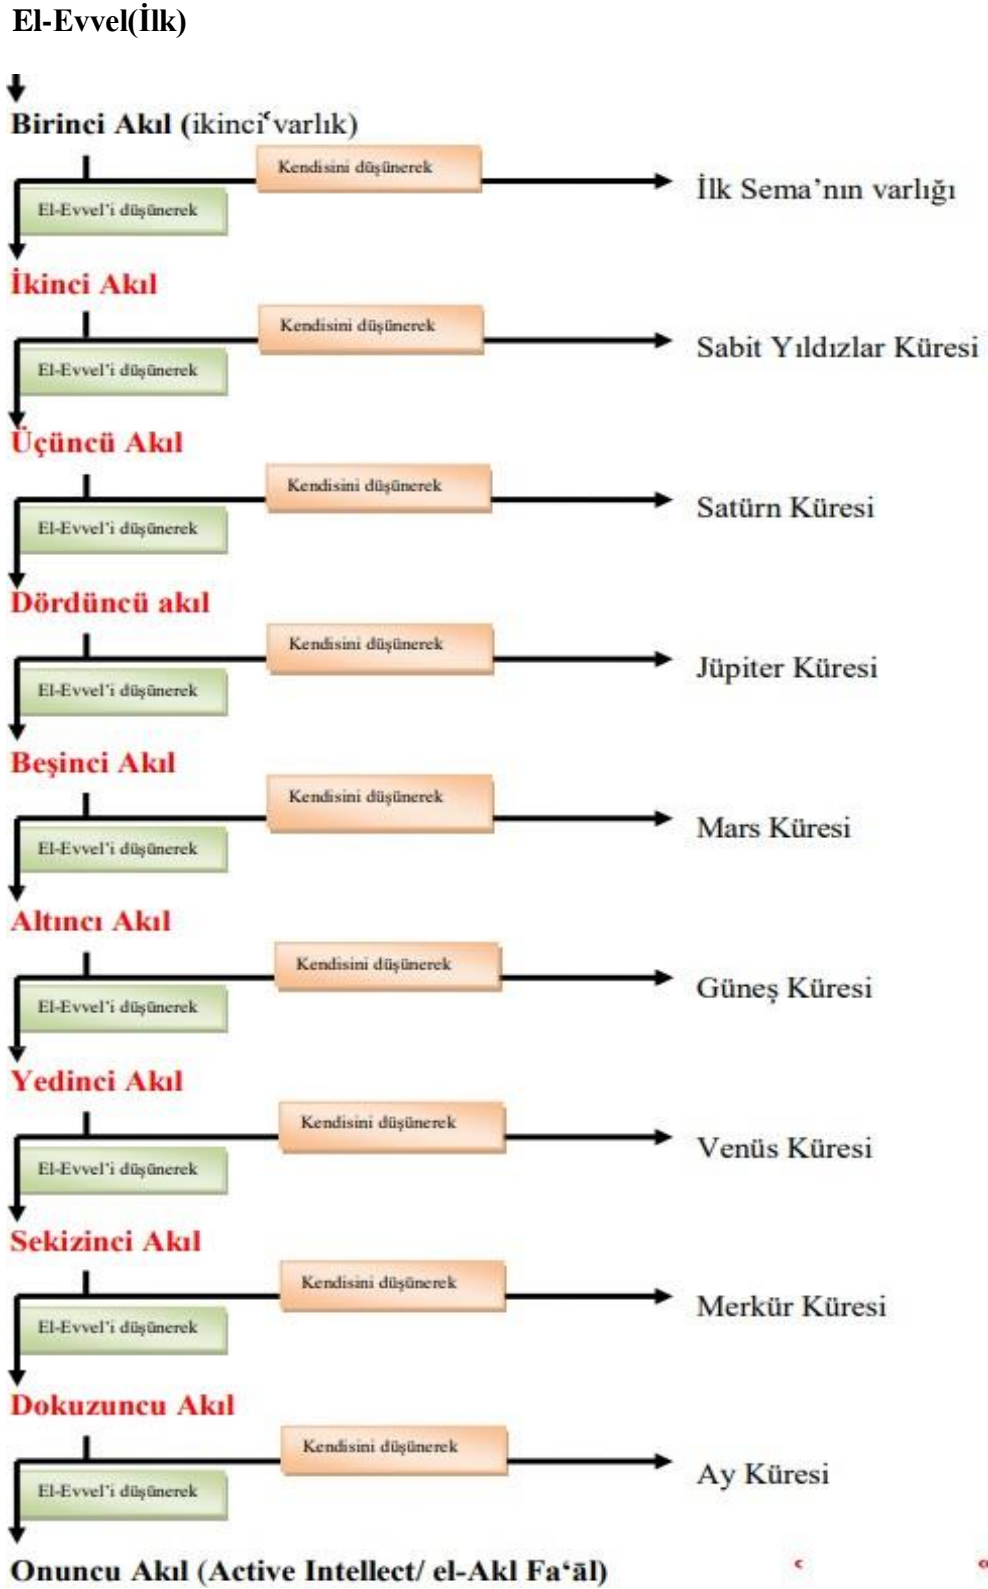 El-Evvel(İlk)
Birinci Akıl (ikinciʿ varlık)
Kendisini düşünerek
İlk Sema’nın varlığı
El-Evvel’i düşünerek
İkinci Akıl
Kendisini düşünerek
Sabit Yıldızlar Küresi
El-Evvel’i düşünerek
Üçüncü Akıl
Kendisini düşünerek
Satürn Küresi
El-Evvel’i düşünerek
Dördüncü akıl
Kendisini düşünerek
Jüpiter Küresi
El-Evvel’i düşünerek
Beşinci Akıl
Kendisini düşünerek
Mars Küresi
El-Evvel’i düşünerek
Altıncı Akıl
Kendisini düşünerek
Güneş Küresi
El-Evvel’i düşünerek
Yedinci Akıl
Kendisini düşünerek
Venüs Küresi
El-Evvel’i düşünerek
Sekizinci Akıl
Kendisini düşünerek
Merkür Küresi
El-Evvel’i düşünerek
Dokuzuncu Akıl
Kendisini düşünerek
Ay Küresi
El-Evvel’i düşünerek
Onuncu Akıl (Active Intellect/ el-Akl Fa‘āl)